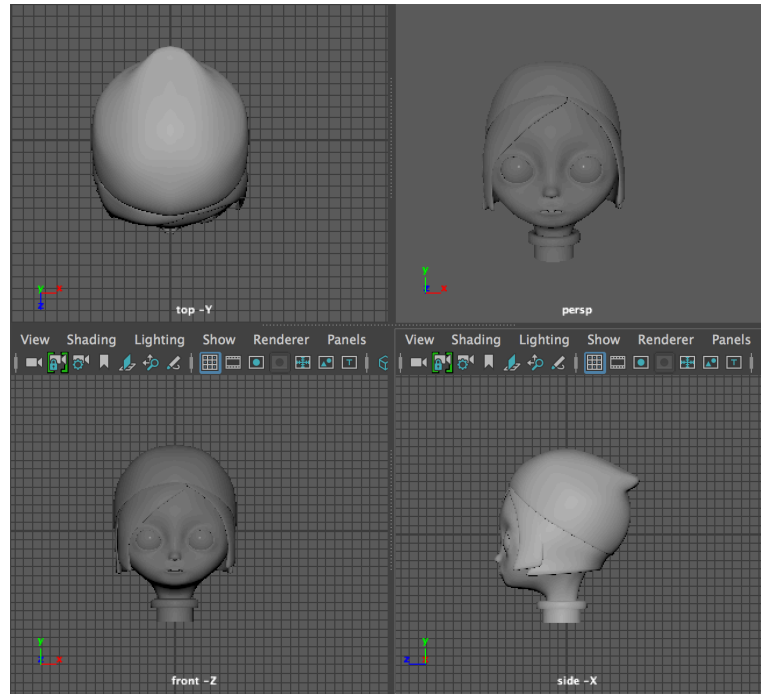 y x
z
top -Y
y
z x
persp
View Shading Lighting Show Renderer Panels
View Shading Lighting Show Renderer Panels
T
T
y
z x
front -Z
y
z x
side -X